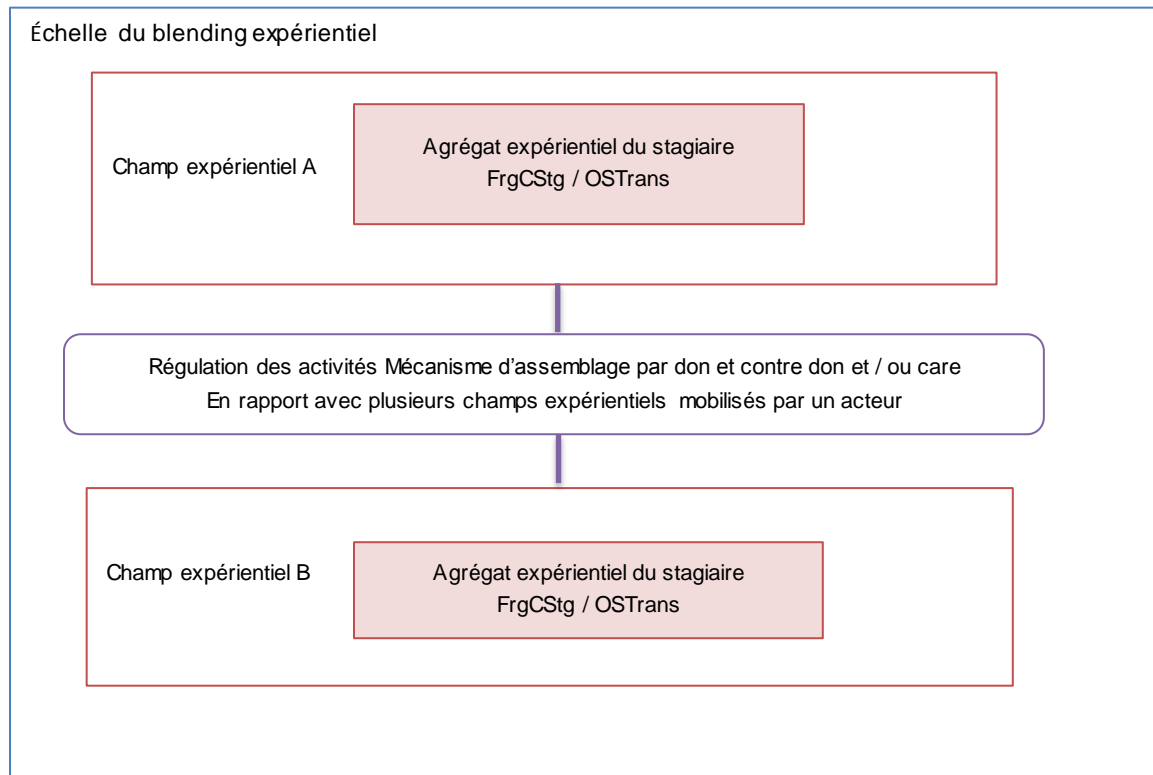 Échelle du blending expérientiel
Champ expérientiel A
Agrégat expérientiel du stagiaire
FrgCStg / OSTrans
Régulation des activités Mécanisme d'assemblage par don et contre don et / ou care
En rapport avec plusieurs champs expérientiels mobilisés par un acteur
Champ expérientiel B
Agrégat expérientiel du stagiaire
FrgCStg / OSTrans